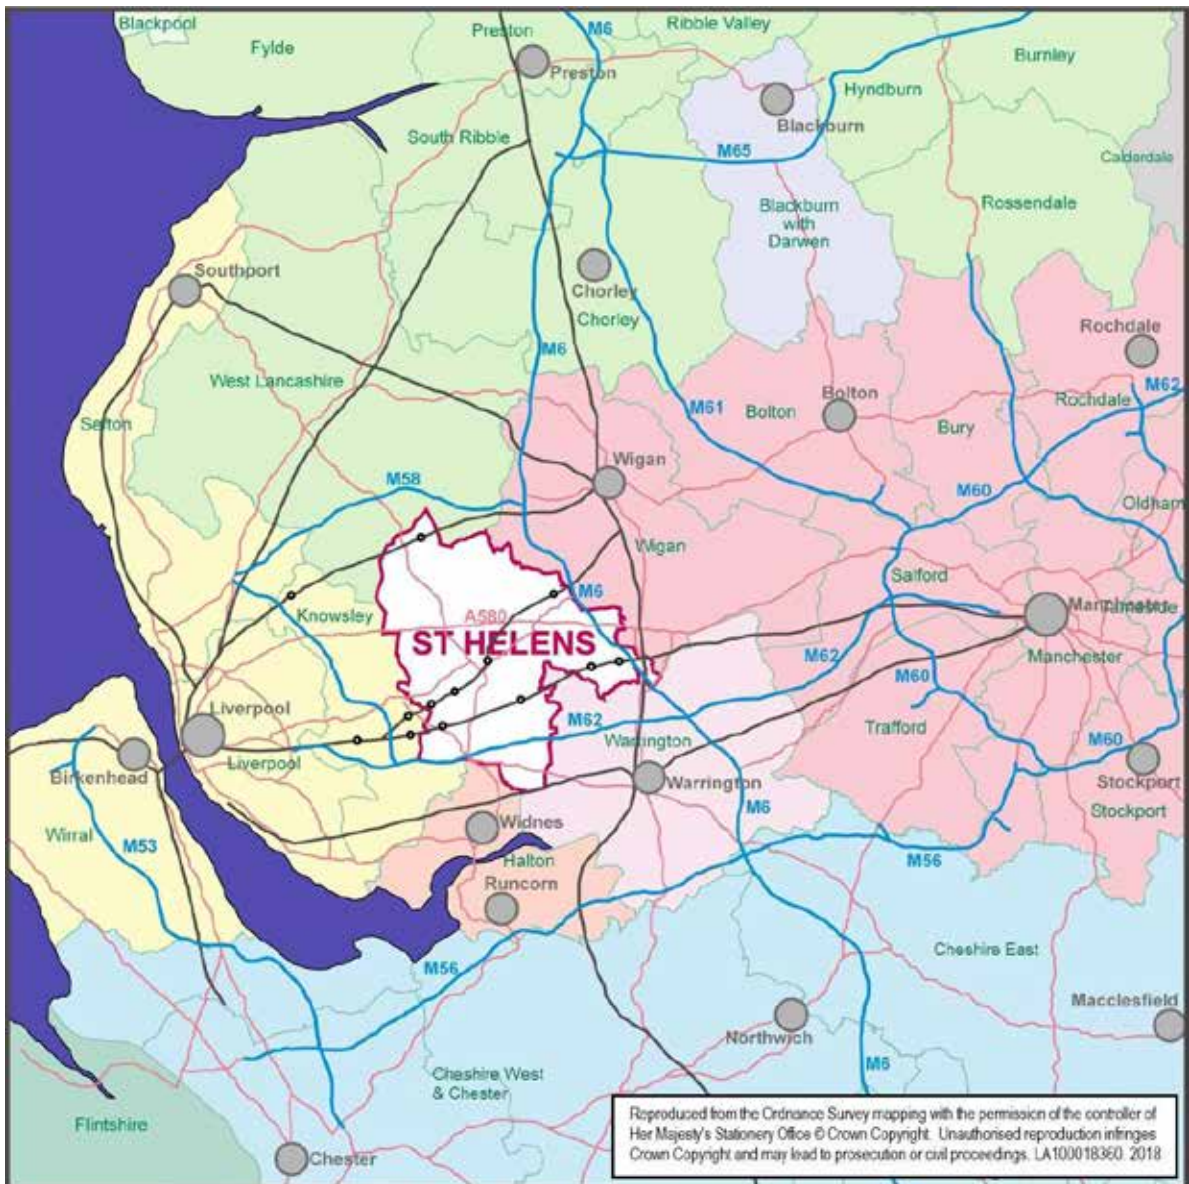 Blackpool
Fylde
Preston
M6
Ribble Valley
Burnley
Preston
Hyndburn
Blackburn
South Ribble
M65
Calderdale
Blackburn
with
Darwen
Rossendale
M6
Southport
Chorley
Chorley
Rochdale
M6
West Lancashire
M61
Bolton
Bolton
M62
Rochdale
Sefton
Bury
Wigan
M58
M60
Oldham
Wigan
Salford
M6
Knowsley
A580
ST HELENS
Manchester
Tameside
Manchester
M62
M60
Liverpool
M62
Trafford
Warrington
M60
Liverpool
Birkenhead
Warrington
Stockport
M6
Stockport
Wirral
Widnes
M53
Halton
M56
Runcorn
Cheshire East
M56
Macclesfield
Northwich
M6
Cheshire West
& Chester
Flintshire
Chester
Reproduced from the Ordnance Survey mapping with the permission of the controller of
Her Majesty's Stationery Office © Crown Copyright. Unauthorised reproduction infringes
Crown Copyright and may lead to prosecution or civil proceedings. LA100018360. 2018